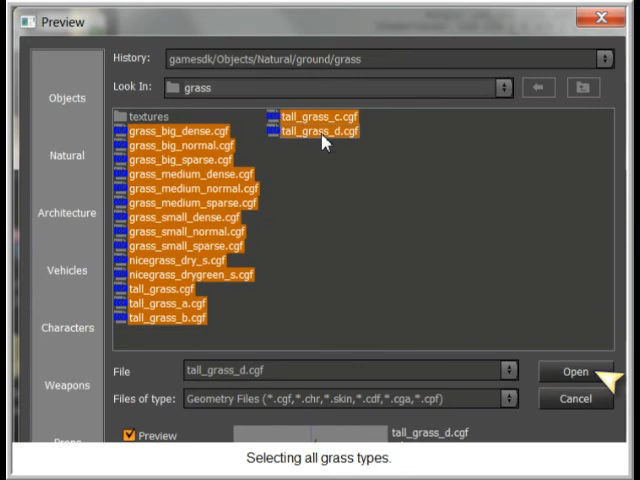 Preview
History:
gamesdk/Objects/Natural/ground/grass
Look In:
grass
Objects
Natural
Architecture
Vehicles
Characters
Weapons
textures
grass_big_dense.cgf
grass_big_normal.cgf
grass_big_sparse.cgf
grass_medium_dense.cgf
grass_medium_normal.cgf
grass_medium_sparse.cgf
grass_small_dense.cgf
grass_small_normal.cgf
grass_small_sparse.cgf
nicegrass_dry_s.cgf
nicegrass_drygreen_s.cgf
tall_grass.cgf
tall_grass_a.cgf
tall_grass_b.cgf
tall_grass_c.cgf
tall_grass_d.cgf
File
tall_grass_d.cgf
Open
Files of type:
Geometry Files (*.cgf,*.chr,*.skin,*.cdf,*.cga,*.cpf)
Cancel
Preview
tall_grass_d.cgf
Selecting all grass types.